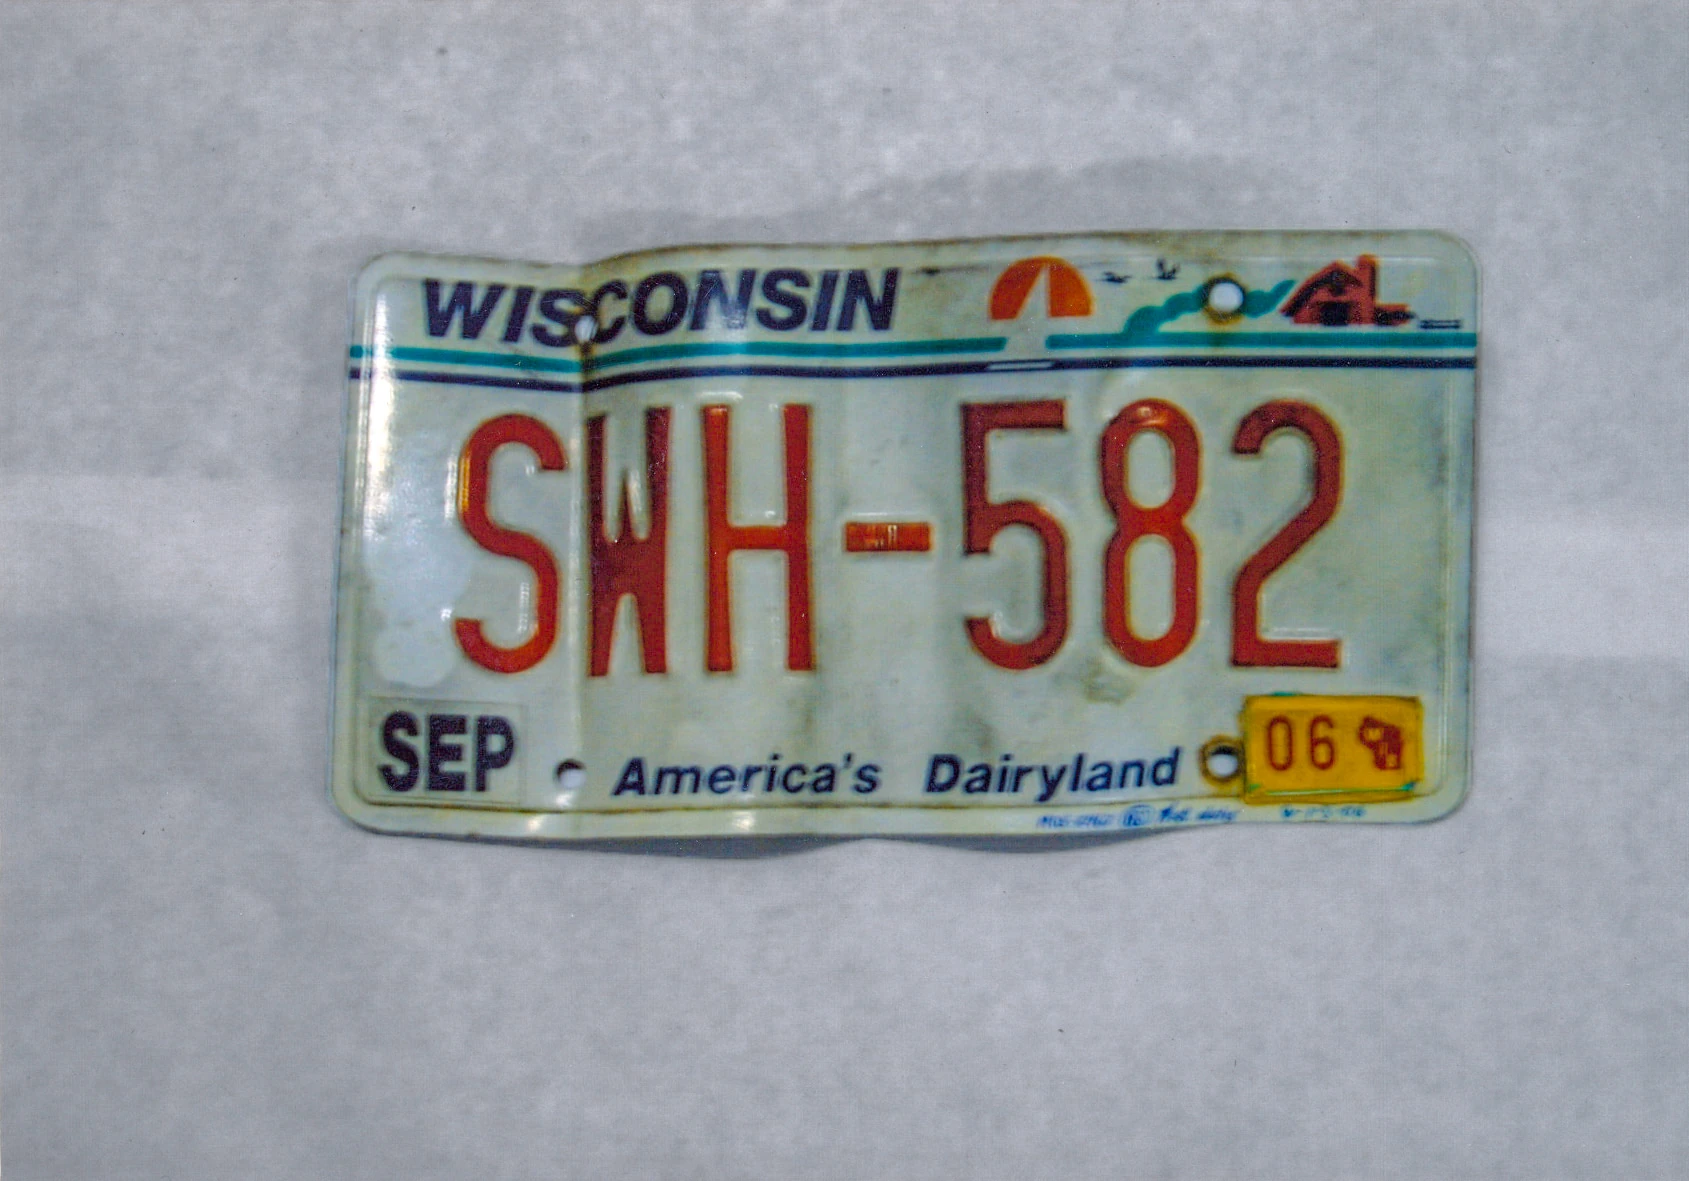 WISCONSIN
SWH-582
SEP
America's Dairyland
06